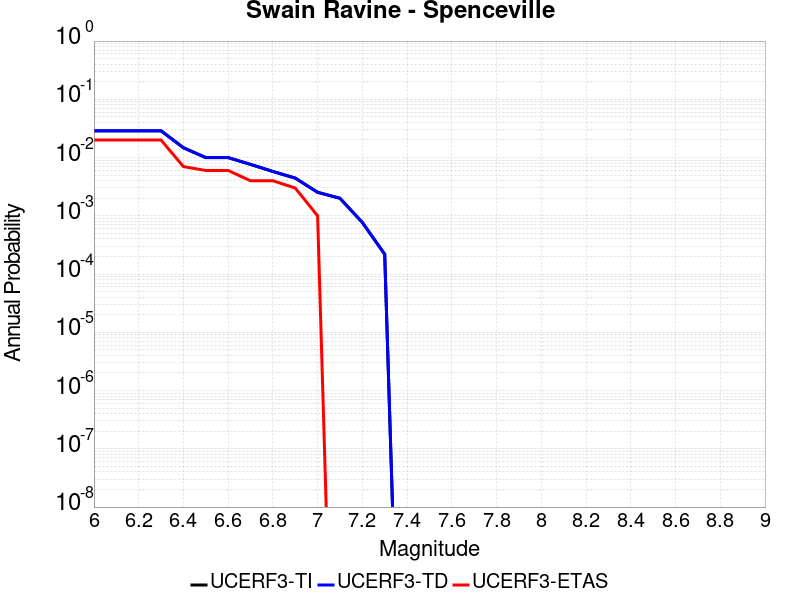 Swain Ravine - Spenceville
10^0
10^-1
10^-2
10^-3
10^-4
10^-5
10^-6
10^-7
10^-8
Annual Probability
6 6.2 6.4 6.6 6.8 7 7.2 7.4 7.6 7.8 8 8.2 8.4 8.6 8.8 9
Magnitude
UCERF3-TI UCERF3-TD UCERF3-ETAS